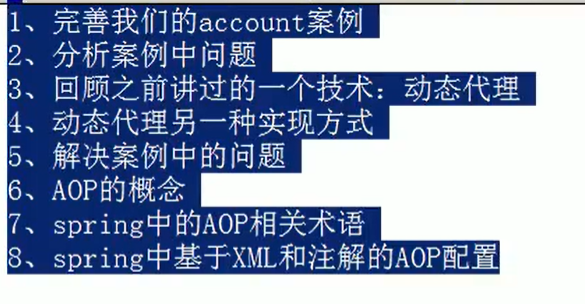 1、完善我们的account案例
2、分析案例中问题
3、回顾之前讲过的一个技术：动态代理
4、动态代理另一种实现方式
5、解决案例中的问题
6、AOP的概念
7、spring中的AOP相关术语
8、spring中基于XML和注解的AOP配置